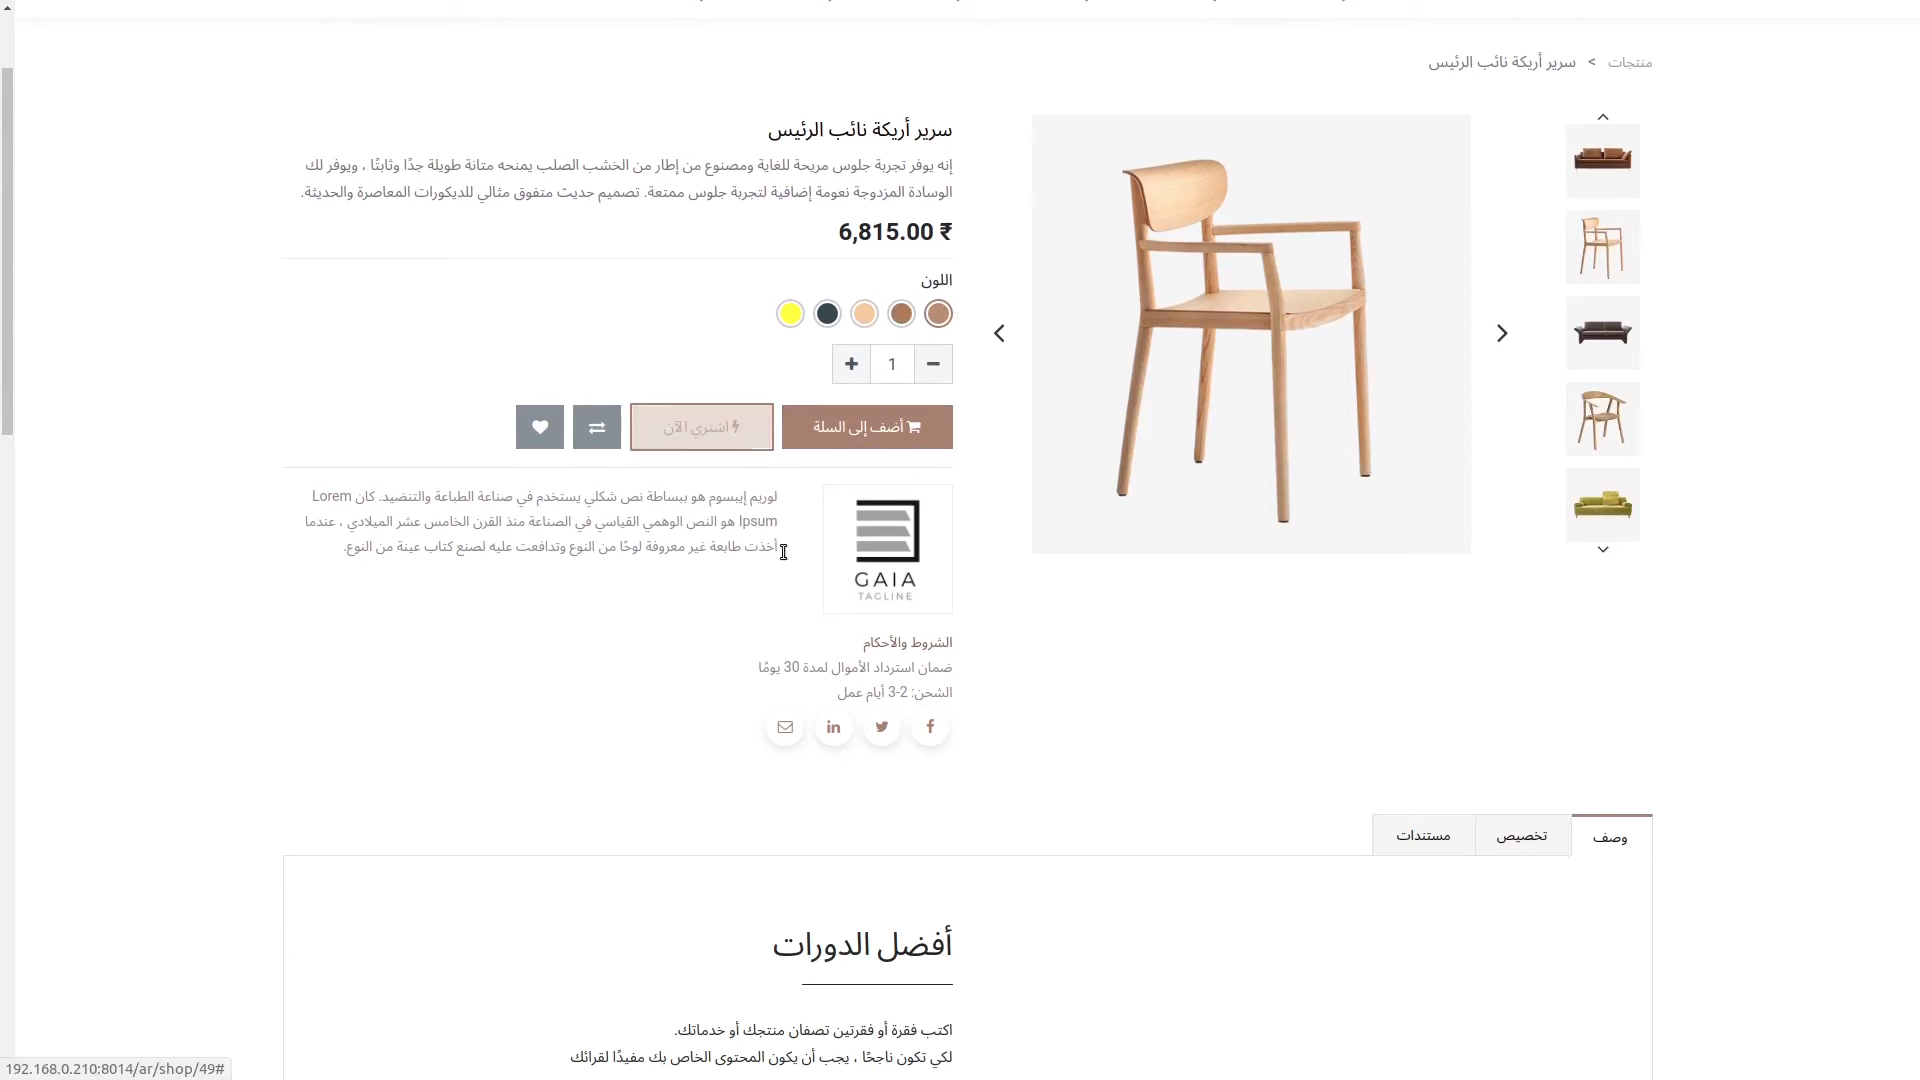 منتجات > سرير أريكة نائب الرئيس
سرير أريكة نائب الرئيس
إنه يوفر تجربة جلوس مريحة للغاية ومصنوع من إطار من الخشب الصلب يمنحه متانة طويلة جدًا وثابتًا ، ويوفر لك
الوسادة المزدوجة نعومة إضافية لتجربة جلوس ممتعة. تصميم حديث متفوق مثالي للديكورات المعاصرة والحديثة.
6,815.00 ₹
اللون
1
أضف إلى السلة
اشتري الآن
GAIA
TAGLINE
لوريم إيبسوم هو ببساطة نص شكلي يستخدم في صناعة الطباعة والتنضيد. كان Lorem
Ipsum هو النص الوهمي القياسي في الصناعة منذ القرن الخامس عشر الميلادي ، عندما
أخذت طابعة غير معروفة لوحًا من النوع وتدافعت عليه لصنع كتاب عينة من النوع.
الشروط والأحكام
ضمان استرداد الأموال لمدة 30 يومًا
الشحن: 2-3 أيام عمل
وصف
تخصيص
مستندات
أفضل الدورات
اكتب فقرة أو فقرتين تصفان منتجك أو خدماتك.
لكي تكون ناجحًا ، يجب أن يكون المحتوى الخاص بك مفيدًا لقرائك
192.168.0.210:8014/ar/shop/49#